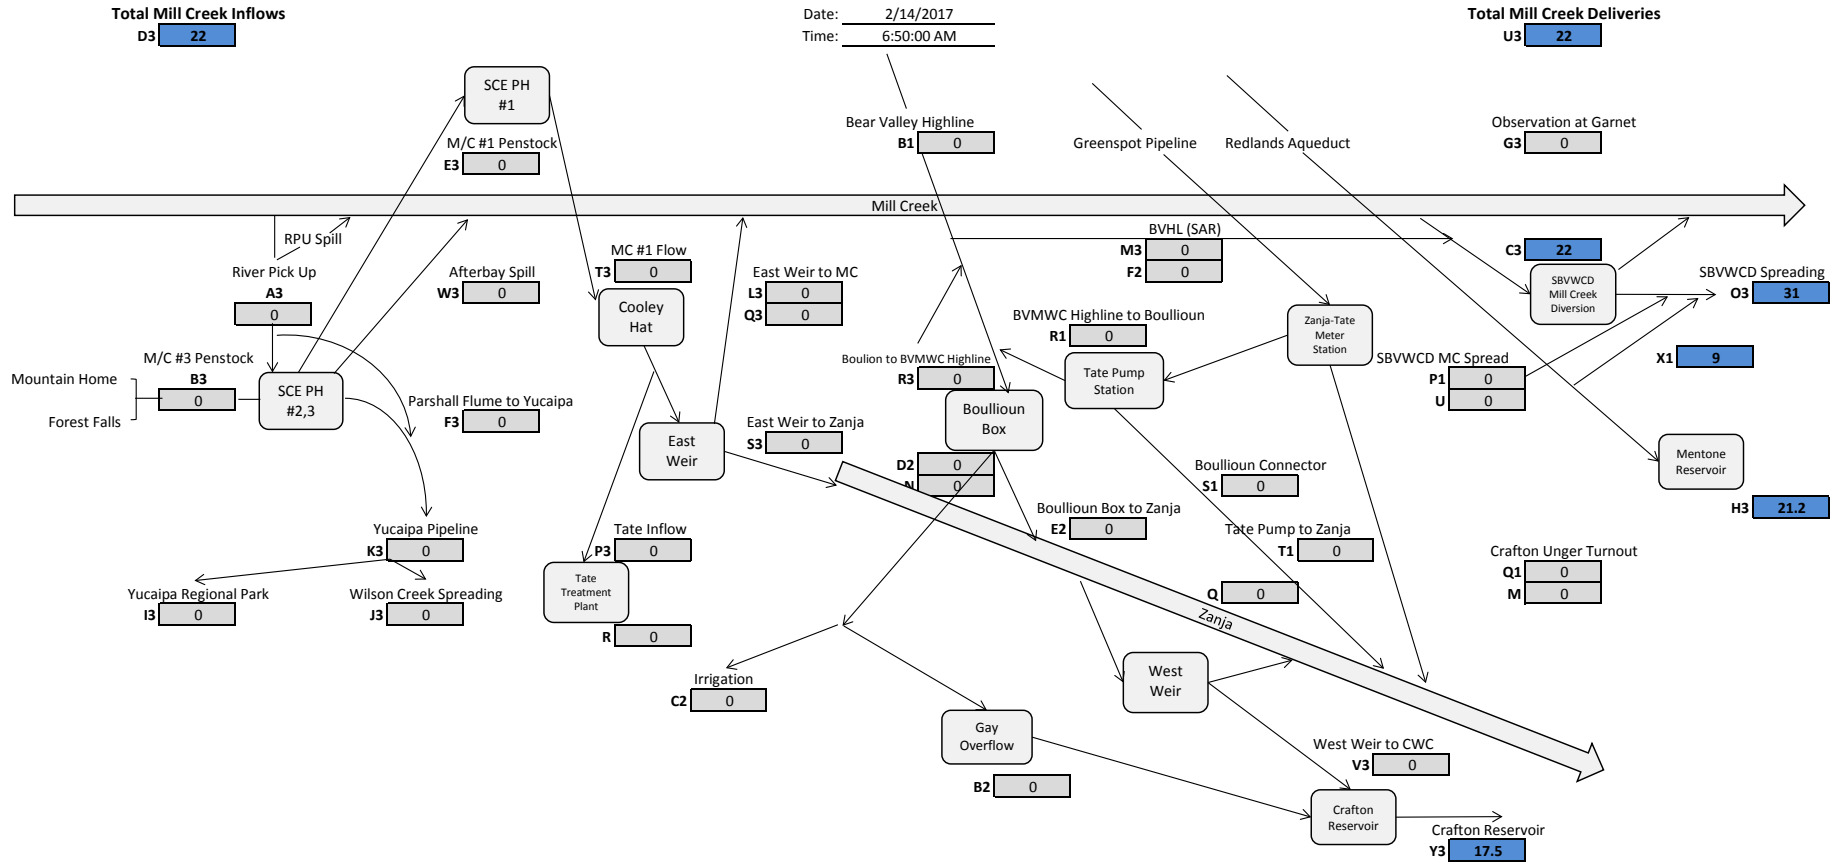 Total Mill Creek Inflows
D3 22
Date: 2/14/2017
Time: 6:50:00 AM
Total Mill Creek Deliveries
U3 22
SCE PH
#1
M/C #1 Penstock
E3 0
Bear Valley Highline
B1 0
Greenspot Pipeline
Redlands Aqueduct
Observation at Garnet
G3 0
Mill Creek
RPU Spill
River Pick Up
A3
0
Afterbay Spill
W3 0
MC #1 Flow
T3 0
Cooley
Hat
East Weir to MC
L3 0
Q3 0
BVHL (SAR)
M3 0
F2 0
C3 22
SBVWCD
Mill Creek
Diversion
SBVWCD Spreading
O3 31
BVMWC Highline to Boullioun
R1 0
Zanja-Tate
Meter
Station
X1 9
M/C #3 Penstock
B3
0
Mountain Home
Forest Falls
SCE PH
#2,3
Parshall Flume to Yucaipa
F3 0
Boulion to BVMWC Highline
R3 0
Tate Pump
Station
SBVWCD MC Spread
P1 0
U 0
Boullioun
Box
East Weir
East Weir to Zanja
S3 0
D2 0
N 0
Boullioun Connector
S1 0
Mentone
Reservoir
H3 21.2
Boullioun Box to Zanja
E2 0
Tate Pump to Zanja
T1 0
Yucaipa Pipeline
K3 0
Tate Inflow
P3 0
Crafton Unger Turnout
Q1 0
M 0
Yucaipa Regional Park
I3 0
Wilson Creek Spreading
J3 0
Tate
Treatment
Plant
R 0
Q 0
Zanja
Irrigation
C2 0
West
Weir
Gay
Overflow
B2 0
West Weir to CWC
V3 0
Crafton
Reservoir
Crafton Reservoir
Y3 17.5